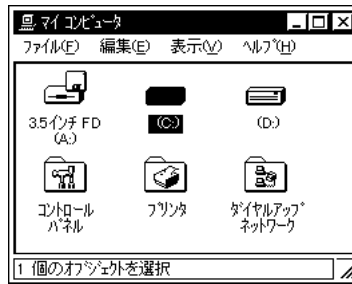 マイ コンピュータ
ファイル(F) 編集(E) 表示(V) ヘルプ(H)
3.5インチ FD
(A:)
(C:)
(D:)
コントロール
パネル
プリンタ
ダイヤルアップ
ネットワーク
1 個のオブジェクトを選択